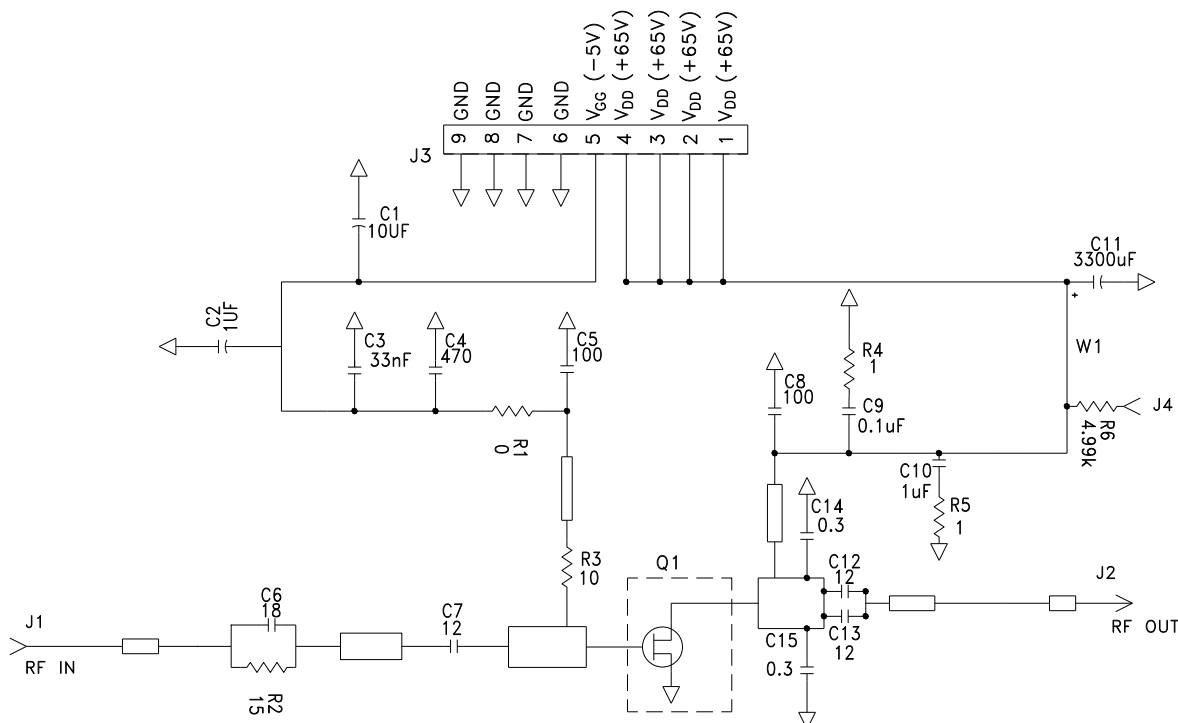 GND
GND
GND
GND
VGG (-5V)
VDD (+65V)
VDD (+65V)
VDD (+65V)
VDD (+65V)
J3
9 8 7 6 5 4 3 2 1
C1
10UF
C11
3300uF
+
C2
1UF
C3
33nF
C4
470
C5
100
R1
0
R4
1
W1
C8
100
C9
0.1uF
J4
R6
4.99k
C10
1uF
R5
1
C14
0.3
R3
10
Q1
C12
12
J2
RF OUT
C6
18
C7
12
J1
RF IN
C15
0.3
C13
12
R2
15